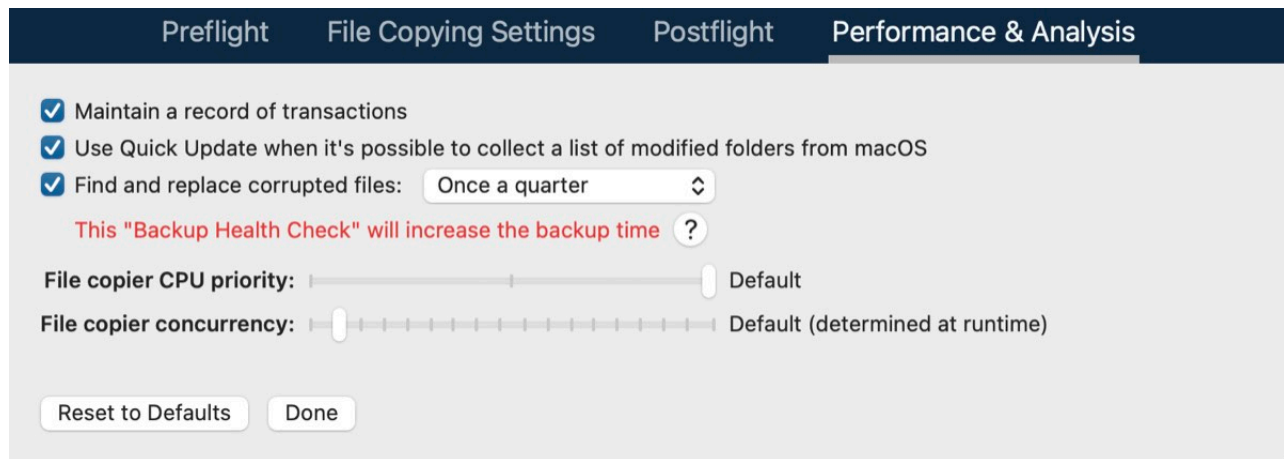 Preflight File Copying Settings Postflight Performance & Analysis
Maintain a record of transactions
Use Quick Update when it's possible to collect a list of modified folders from macOS
Find and replace corrupted files: Once a quarter
This "Backup Health Check" will increase the backup time ?
File copier CPU priority: Default
File copier concurrency: Default (determined at runtime)
Reset to Defaults Done